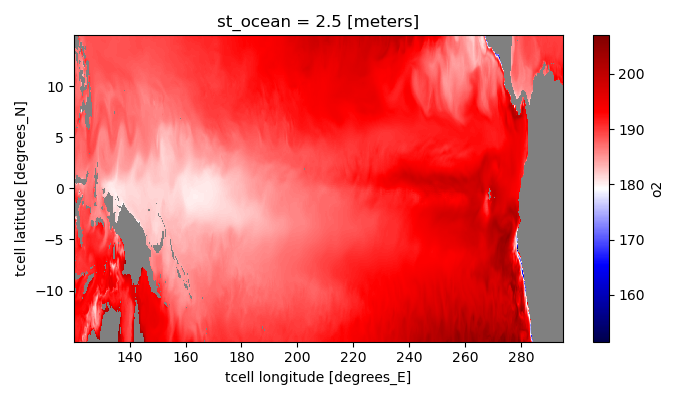 st_ocean = 2.5 [meters]
10
5
0
−5
−10
tcell latitude [degrees_N]
140 160 180 200 220 240 260 280
tcell longitude [degrees_E]
200
190
180
170
160
o2